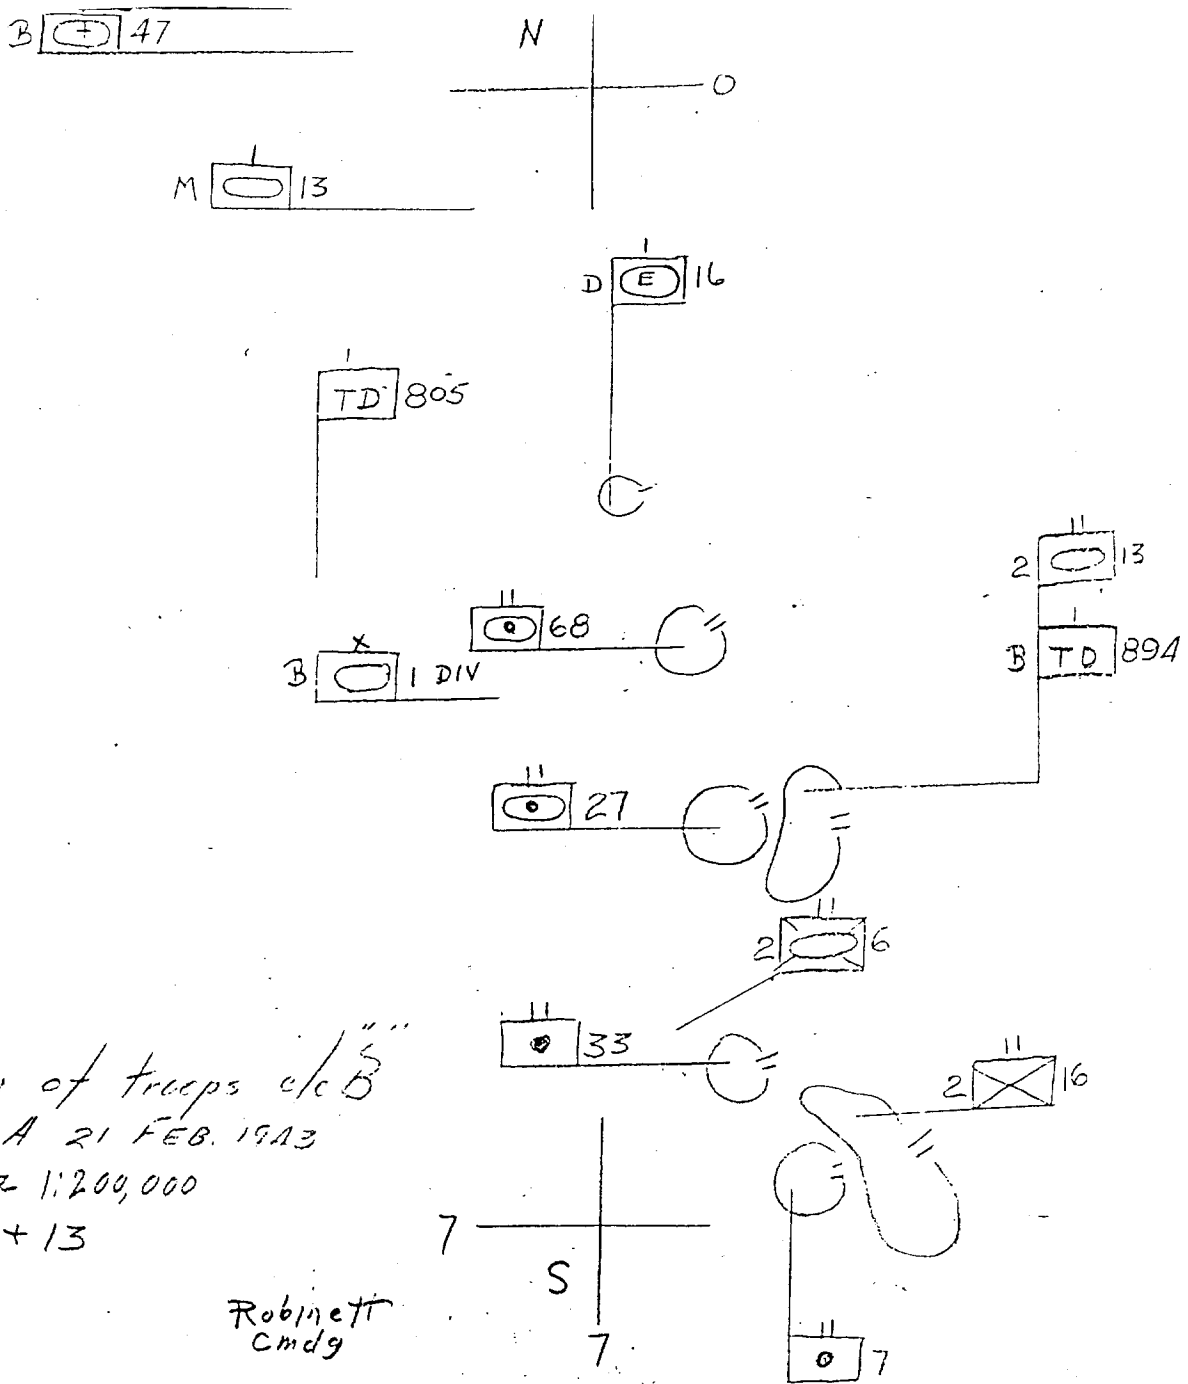 B 47
N
O
M 13
D E 16
TD 805
2 13
68
B TD 894
B 1 DIV
27
2 6
33
2 16
of troops c/c "B"
A 21 FEB. 1943
1:200,000
+ 13
7
S
7
Robinett
Cmdg
7